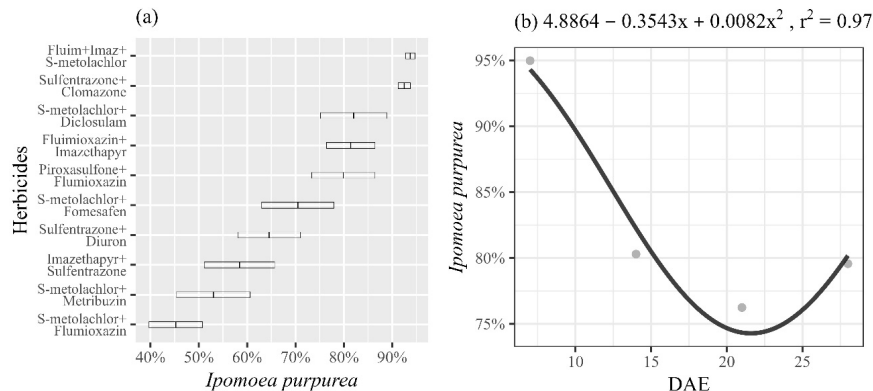 (a)
Herbicides
Fluim+Imaz+
S-metolachlor
Sulfentrazone+
Clomazone
S-metolachlor+
Diclosulam
Flumioxazin+
Imazethapyr
Piroxasulfone+
Flumioxazin
S-metolachlor+
Fomesafen
Sulfentrazone+
Diuron
Imazethapyr+
Sulfentrazone
S-metolachlor+
Metribuzin
S-metolachlor+
Flumioxazin
40% 50% 60% 70% 80% 90%
Ipomoea purpurea
(b) 4.8864 − 0.3543x + 0.0082x² , r² = 0.97
Ipomoea purpurea
95%
90%
85%
80%
75%
10 15 20 25
DAE